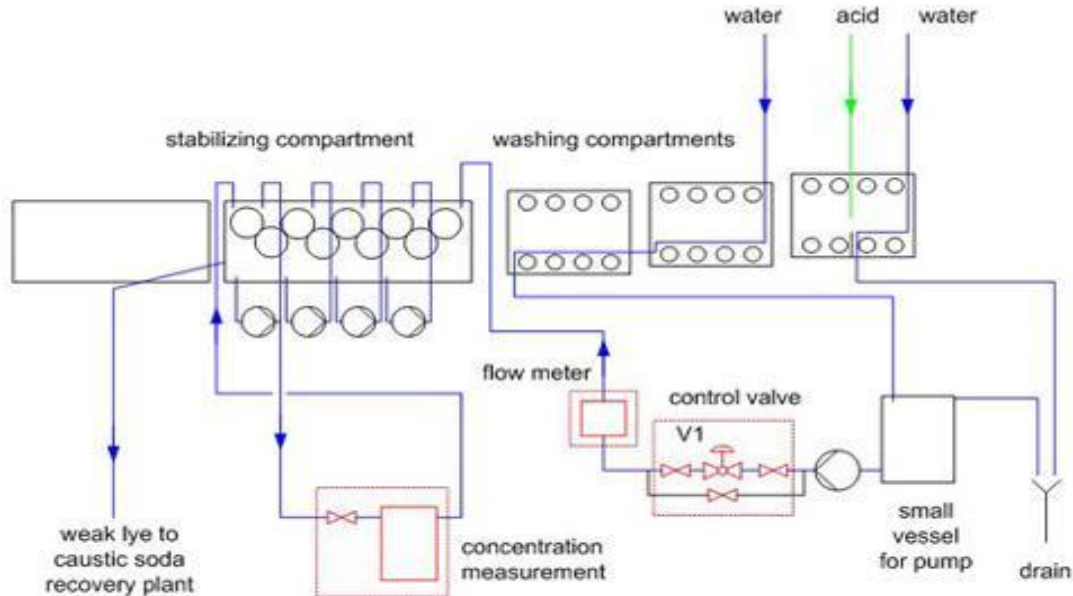 water
acid
water
stabilizing compartment
washing compartments
flow meter
control valve
V1
weak lye to
caustic soda
recovery plant
concentration
measurement
small
vessel
for pump
drain